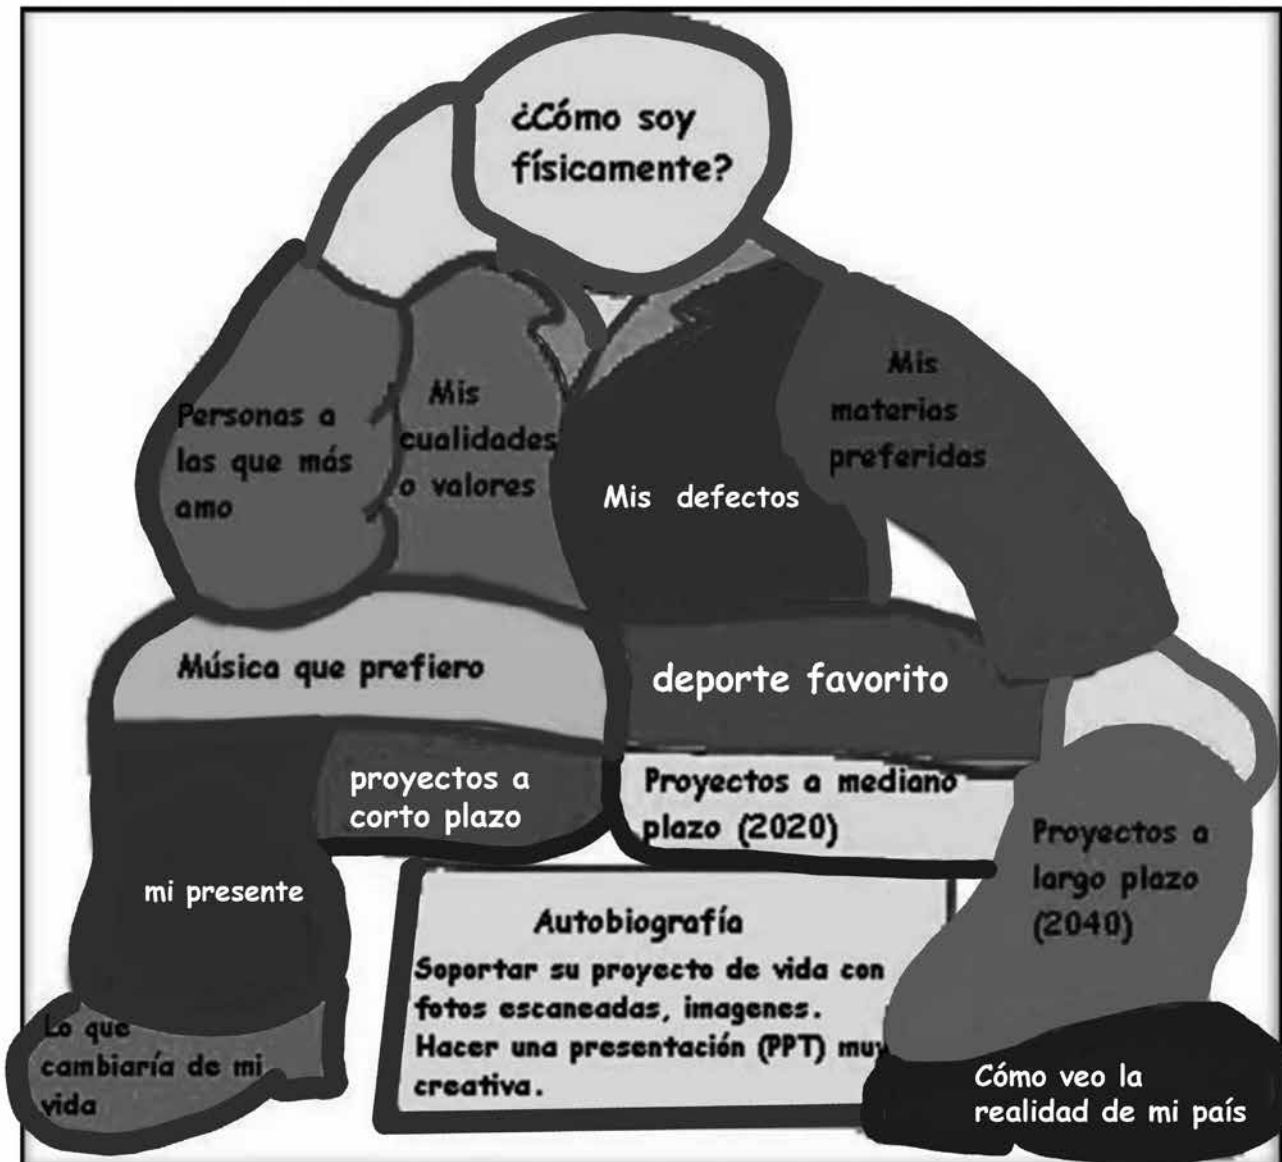 ¿Cómo soy
físicamente?
Personas a
las que más
amo
Mis
cualidades
o valores
Mis defectos
Mis
materias
preferidas
Música que prefiero
deporte favorito
proyectos a
corto plazo
Proyectos a mediano
plazo (2020)
Proyectos a
largo plazo
(2040)
mi presente
Autobiografía
Soportar su proyecto de vida con
fotos escaneadas, imagenes.
Hacer una presentación (PPT) muy
creativa.
Lo que
cambiaría de mi
vida
Cómo veo la
realidad de mi país